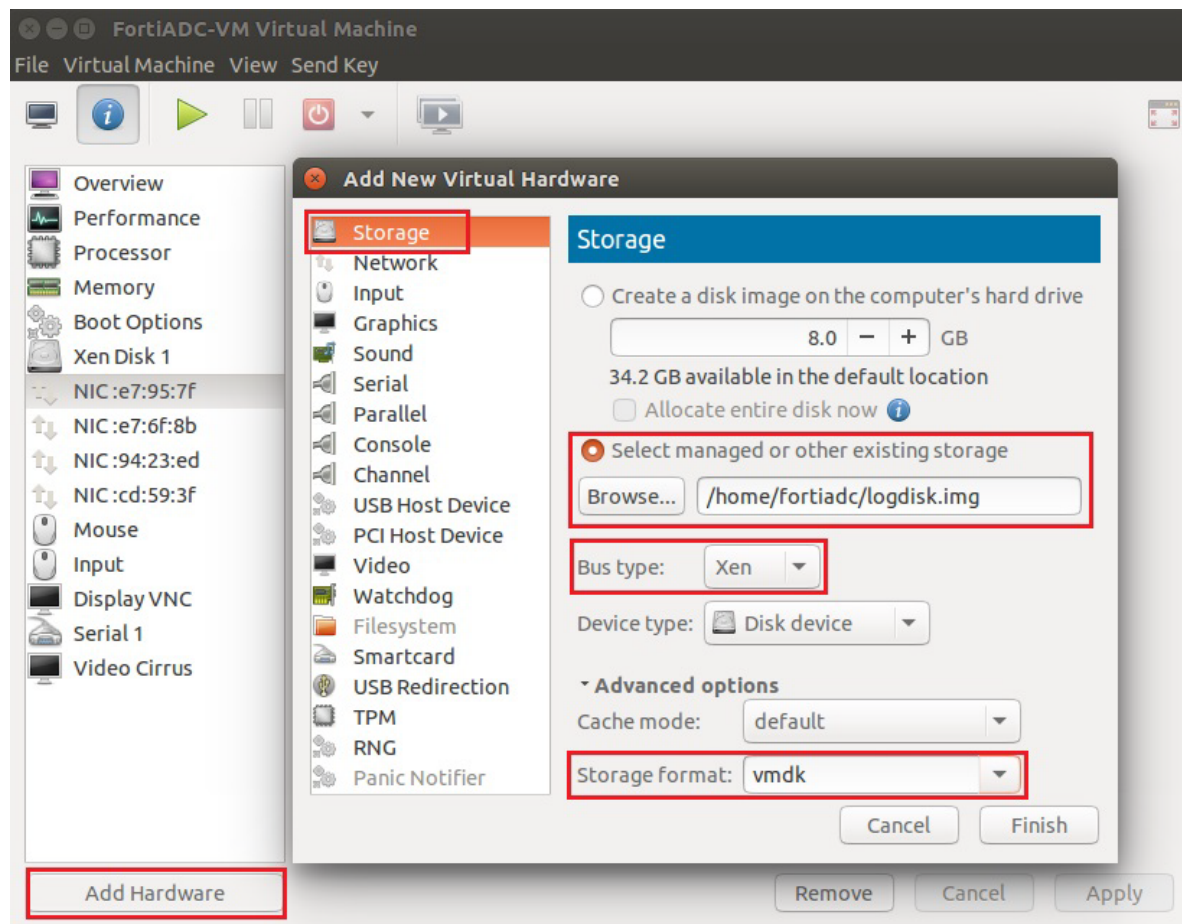 FortiADC-VM Virtual Machine
File Virtual Machine View Send Key
Overview
Performance
Processor
Memory
Boot Options
Xen Disk 1
NIC :e7:95:7f
NIC :e7:6f:8b
NIC :94:23:ed
NIC :cd:59:3f
Mouse
Input
Display VNC
Serial 1
Video Cirrus
Add Hardware
Add New Virtual Hardware
Storage
Network
Input
Graphics
Sound
Serial
Parallel
Console
Channel
USB Host Device
PCI Host Device
Video
Watchdog
Filesystem
Smartcard
USB Redirection
TPM
RNG
Panic Notifier
Storage
Create a disk image on the computer's hard drive
8.0 − + GB
34.2 GB available in the default location
Allocate entire disk now
Select managed or other existing storage
Browse... /home/fortiadc/logdisk.img
Bus type: Xen
Device type: Disk device
Advanced options
Cache mode: default
Storage format: vmdk
Cancel Finish
Remove Cancel Apply